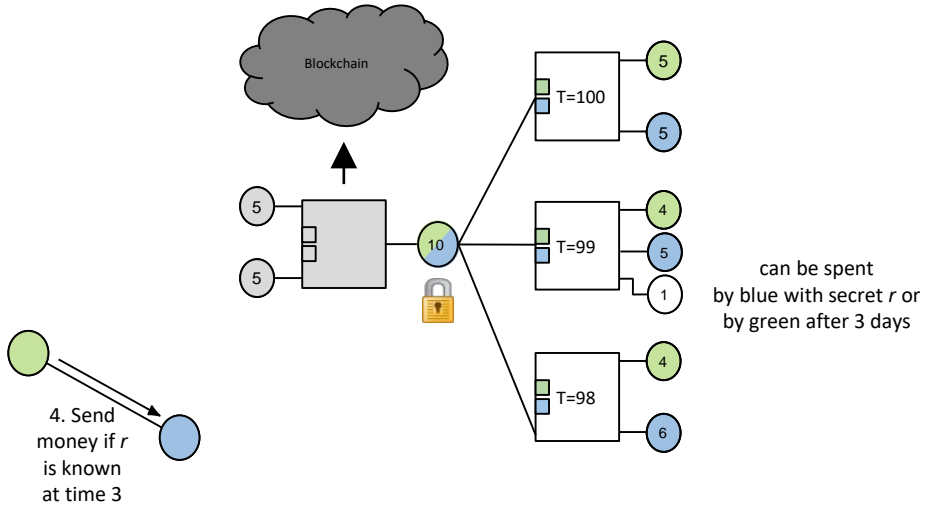 Blockchain
5
5
10
T=100
5
5
T=99
4
5
1
can be spent
by blue with secret r or
by green after 3 days
T=98
4
6
4. Send
money if r
is known
at time 3